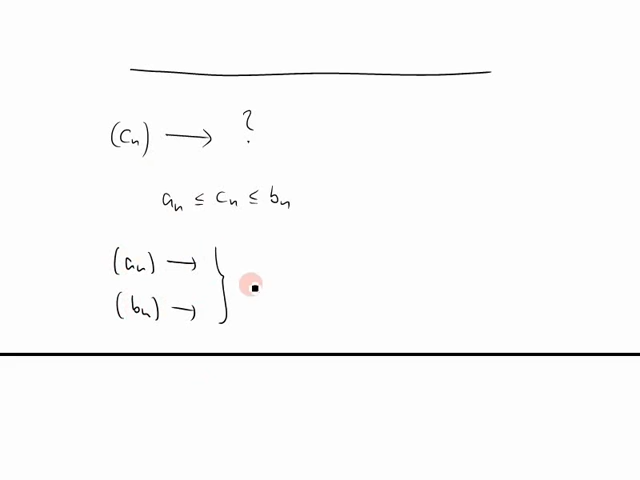 (cₙ) ⟶ ?
aₙ ≤ cₙ ≤ bₙ
(aₙ) → }
(bₙ) →